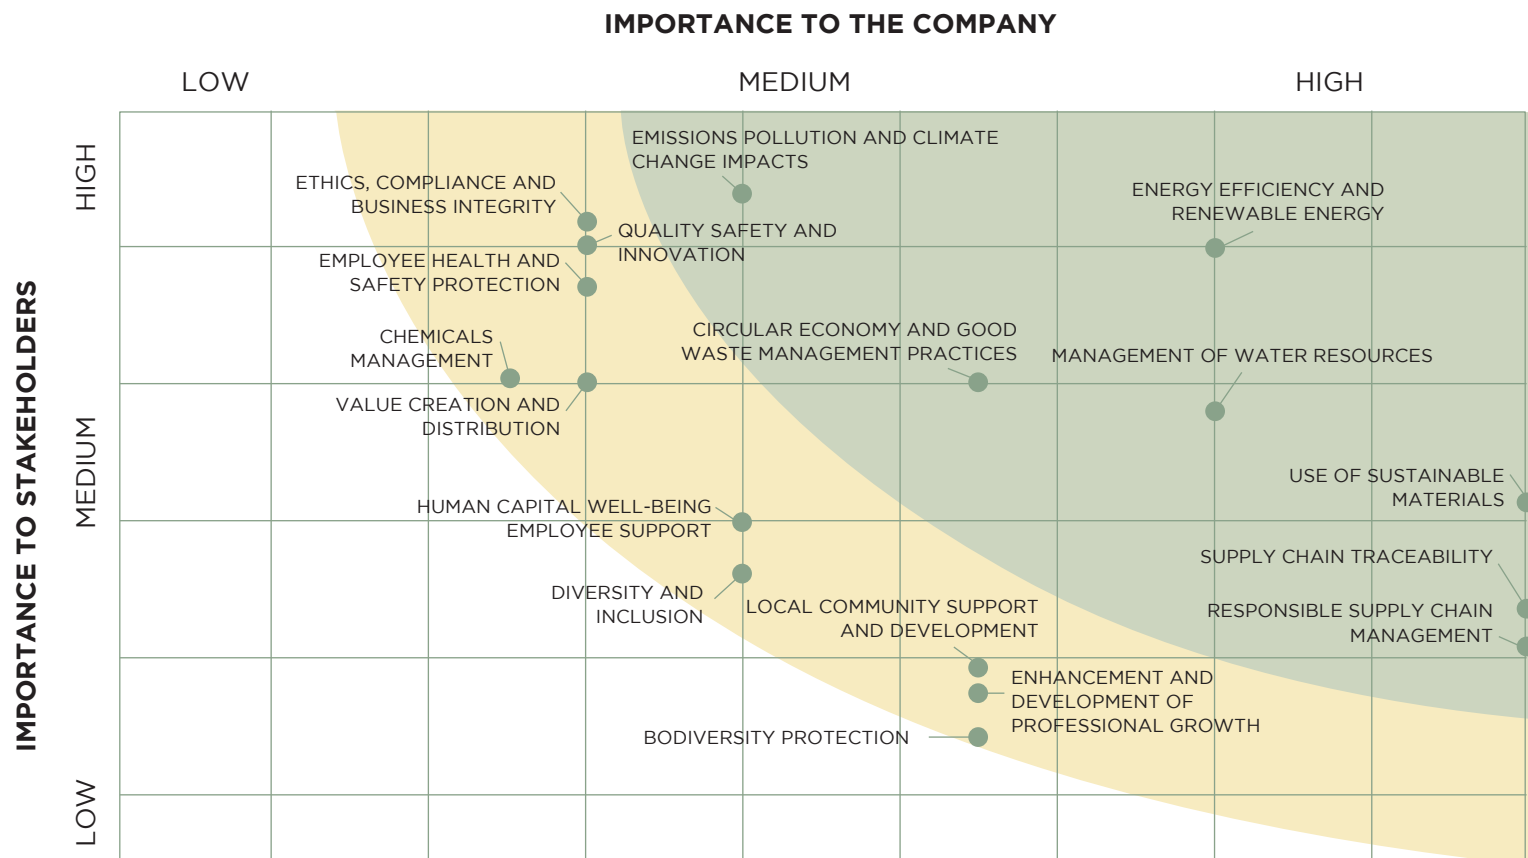 IMPORTANCE TO THE COMPANY
LOW
MEDIUM
HIGH
IMPORTANCE TO STAKEHOLDERS
HIGH
MEDIUM
LOW
EMISSIONS POLLUTION AND CLIMATE
CHANGE IMPACTS
ETHICS, COMPLIANCE AND
BUSINESS INTEGRITY
ENERGY EFFICIENCY AND
RENEWABLE ENERGY
QUALITY SAFETY AND
INNOVATION
EMPLOYEE HEALTH AND
SAFETY PROTECTION
CHEMICALS
MANAGEMENT
CIRCULAR ECONOMY AND GOOD
WASTE MANAGEMENT PRACTICES
MANAGEMENT OF WATER RESOURCES
VALUE CREATION AND
DISTRIBUTION
USE OF SUSTAINABLE
MATERIALS
HUMAN CAPITAL WELL-BEING
EMPLOYEE SUPPORT
SUPPLY CHAIN TRACEABILITY
DIVERSITY AND
INCLUSION
LOCAL COMMUNITY SUPPORT
AND DEVELOPMENT
RESPONSIBLE SUPPLY CHAIN
MANAGEMENT
ENHANCEMENT AND
DEVELOPMENT OF
PROFESSIONAL GROWTH
BODIVERSITY PROTECTION